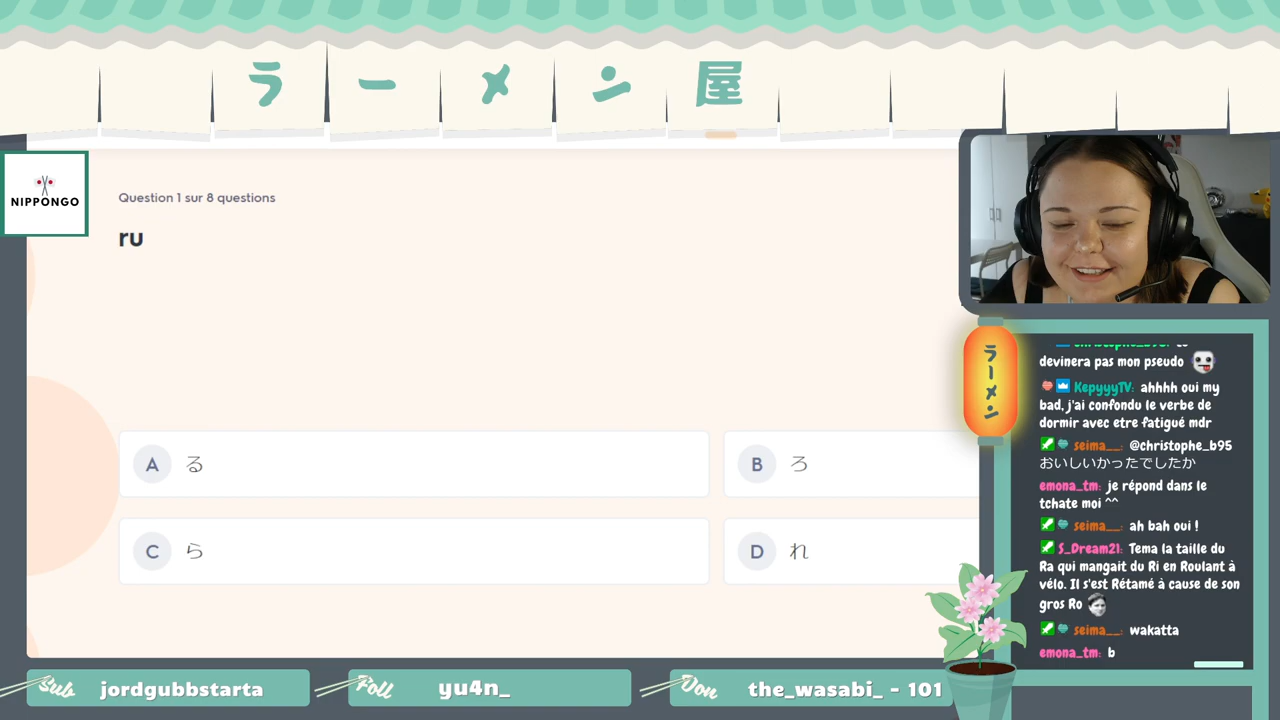 ラーメン屋
NIPPONGO
Question 1 sur 8 questions
ru
A る
B ろ
C ら
D れ
ラーメン
devinera pas mon pseudo
KepyyyTV: ahhhh oui my
bad, j'ai confondu le verbe de
dormir avec etre fatigué mdr
seima__: @christophe_b95
おいしいかったでしたか
emona_tm: je répond dans le
tchate moi ^^
seima__: ah bah oui !
S_Dream21: Tema la taille du
Ra qui mangait du Ri en Roulant à
vélo. Il s'est Rétamé à cause de son
gros Ro
seima__: wakatta
emona_tm: b
Sub jordgubbstarta
Foll yu4n_
Don the_wasabi_ - 101